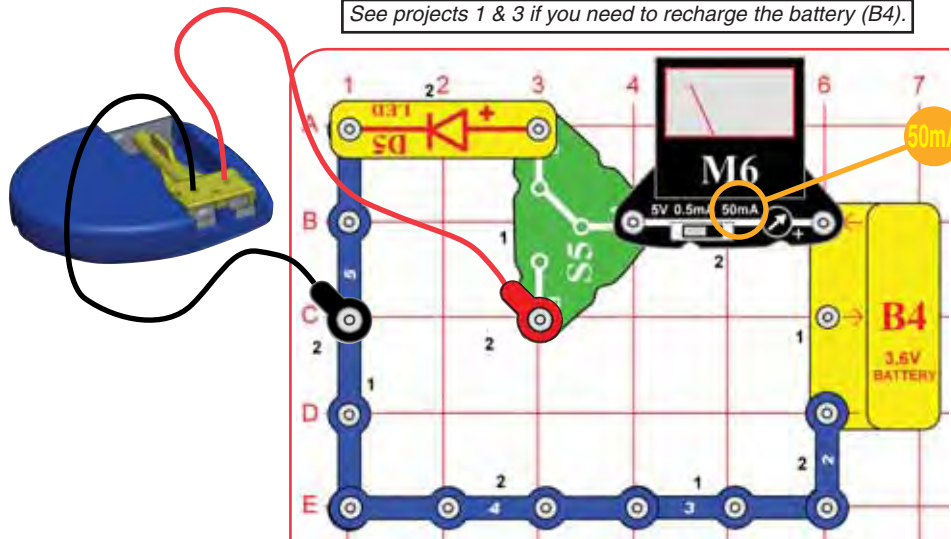 See projects 1 & 3 if you need to recharge the battery (B4).
1 2 3 4 6 7
2
A
LED
D5
+
M6
50mA
5V 0.5mA 50mA
+
B
1
S5
2
5
C
2
2
1
B4
3.6V
BATTERY
D
1
2
2
E
2
4
1
3